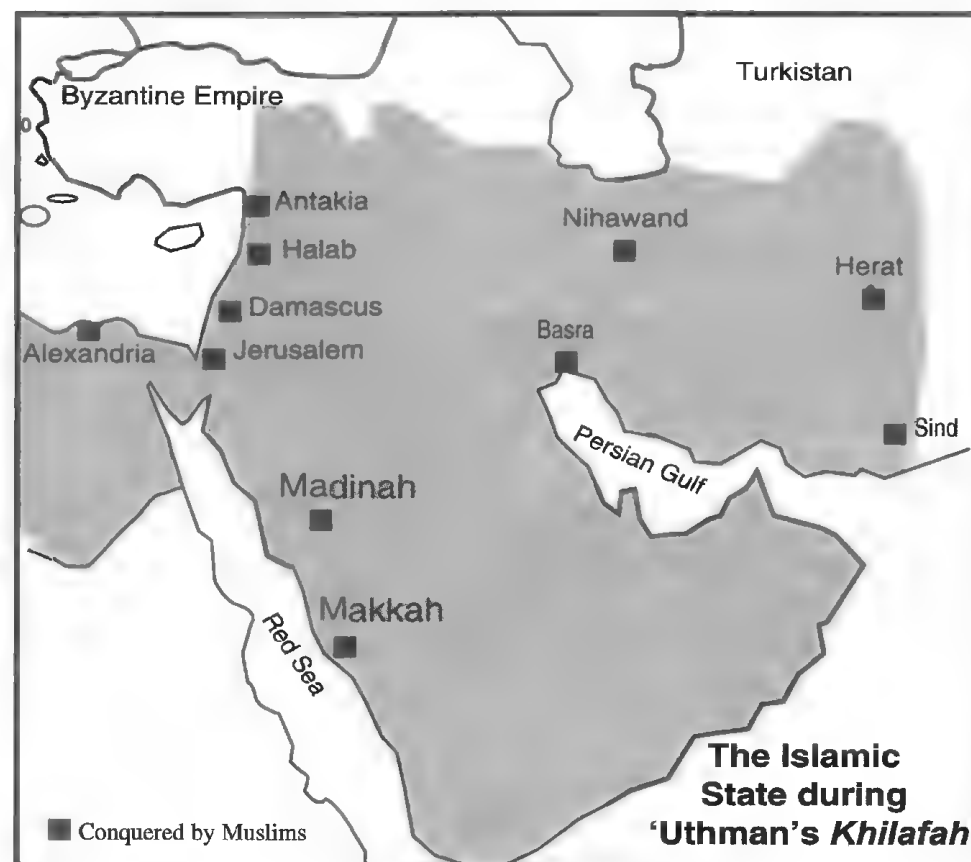 Turkistan
Byzantine Empire
Antakia
Nihawand
Halab
Herat
Damascus
Basra
Alexandria
Jerusalem
Sind
Persian Gulf
Madinah
Makkah
Red Sea
The Islamic
State during
‘Uthman’s Khilafah
Conquered by Muslims